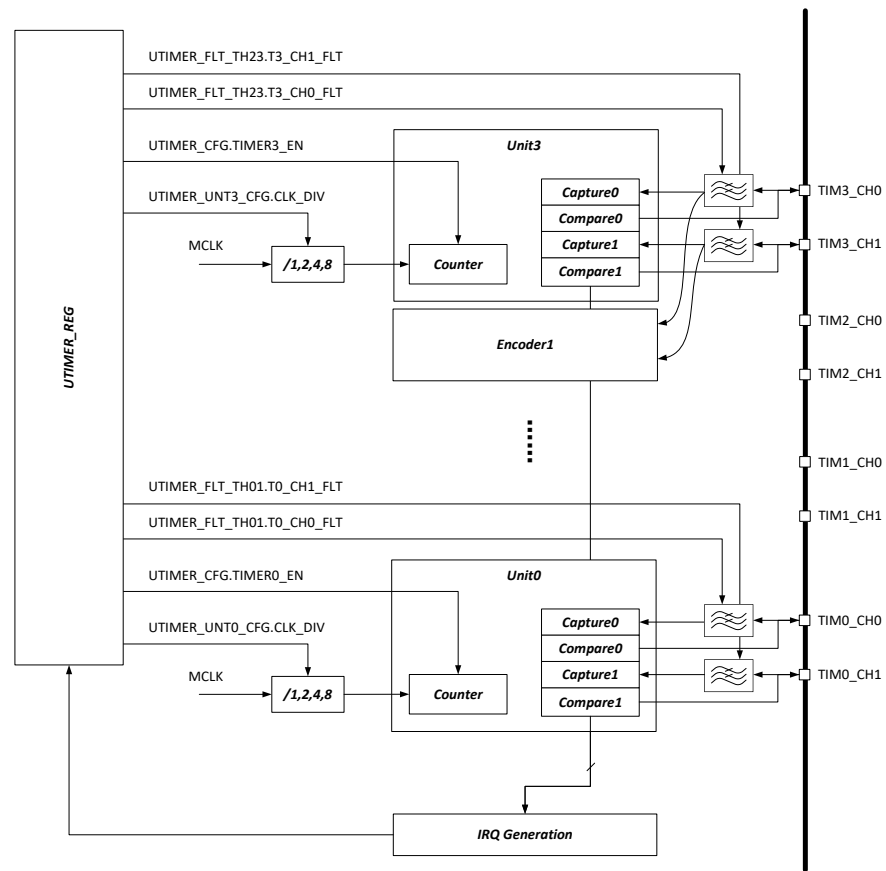 UTIMER_REG
UTIMER_FLT_TH23.T3_CH1_FLT
UTIMER_FLT_TH23.T3_CH0_FLT
UTIMER_CFG.TIMER3_EN
UTIMER_UNT3_CFG.CLK_DIV
MCLK
/1,2,4,8
Unit3
Counter
Capture0
Compare0
Capture1
Compare1
Encoder1
TIM3_CH0
TIM3_CH1
TIM2_CH0
TIM2_CH1
TIM1_CH0
TIM1_CH1
UTIMER_FLT_TH01.T0_CH1_FLT
UTIMER_FLT_TH01.T0_CH0_FLT
UTIMER_CFG.TIMER0_EN
UTIMER_UNT0_CFG.CLK_DIV
MCLK
/1,2,4,8
Unit0
Counter
Capture0
Compare0
Capture1
Compare1
TIM0_CH0
TIM0_CH1
IRQ Generation